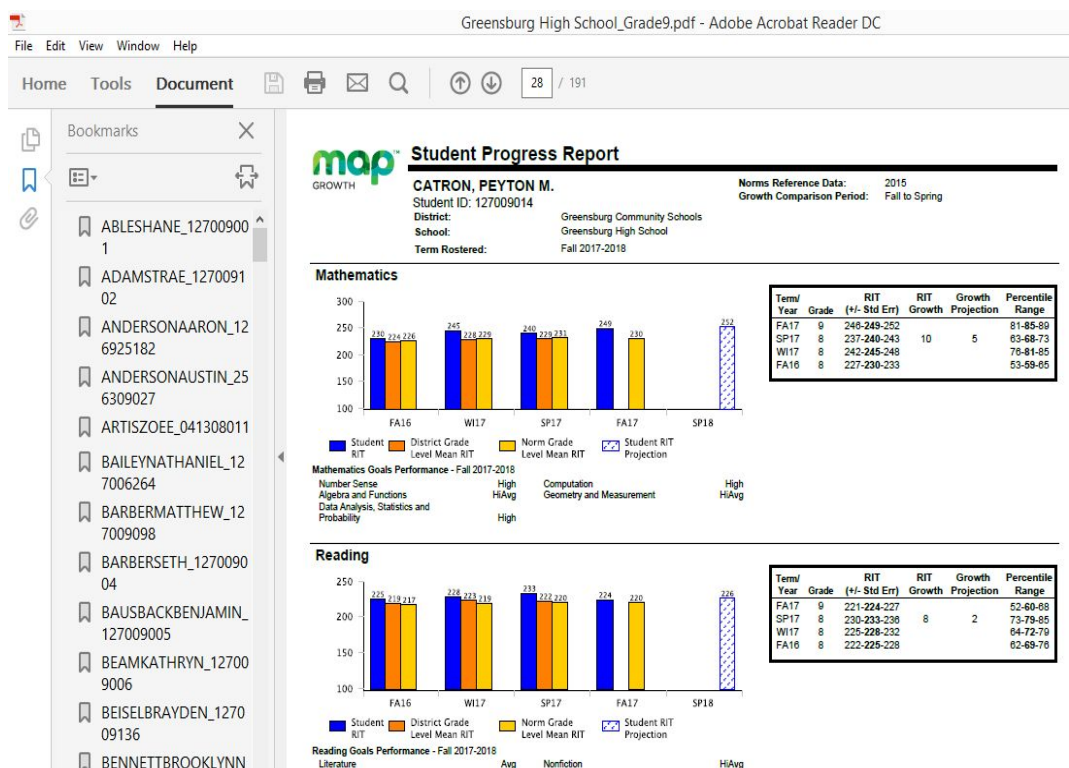 Greensburg High School_Grade9.pdf - Adobe Acrobat Reader DC
File Edit View Window Help
Home Tools Document 28 / 191
Bookmarks
ABLESHANE_12700900
1
ADAMSTRAE_1270091
02
ANDERSONAARON_12
6925182
ANDERSONAUSTIN_25
6309027
ARTISZOEE_041308011
BAILEYNATHANIEL_12
7006264
BARBERMATTHEW_12
7009098
BARBERSETH_1270090
04
BAUSBACKBENJAMIN_
127009005
BEAMKATHRYN_12700
9006
BEISELBRAYDEN_1270
09136
BENNETTBROOKLYNN
map™
GROWTH
Student Progress Report
CATRON, PEYTON M.
Student ID: 127009014
District: Greensburg Community Schools
School: Greensburg High School
Term Rostered: Fall 2017-2018
Norms Reference Data: 2015
Growth Comparison Period: Fall to Spring
Mathematics
300
250
200
150
100
230 224 226
245 228 229
240 229 231
249 230
252
FA16 WI17 SP17 FA17 SP18
Student RIT
District Grade Level Mean RIT
Norm Grade Level Mean RIT
Student RIT Projection
Term/ Year Grade RIT (+/- Std Err) RIT Growth Growth Projection Percentile Range
FA17 9 246-249-252 81-85-89
SP17 8 237-240-243 10 5 63-68-73
WI17 8 242-245-248 76-81-85
FA16 8 227-230-233 53-59-65
Mathematics Goals Performance - Fall 2017-2018
Number Sense High
Algebra and Functions HiAvg
Data Analysis, Statistics and
Probability High
Computation High
Geometry and Measurement HiAvg
Reading
250
200
150
100
225 219 217
228 223 219
233 222 220
224 220
226
FA16 WI17 SP17 FA17 SP18
Student RIT
District Grade Level Mean RIT
Norm Grade Level Mean RIT
Student RIT Projection
Term/ Year Grade RIT (+/- Std Err) RIT Growth Growth Projection Percentile Range
FA17 9 221-224-227 52-60-68
SP17 8 230-233-236 8 2 73-79-85
WI17 8 225-228-232 64-72-79
FA16 8 222-225-228 62-69-76
Reading Goals Performance - Fall 2017-2018
Literature Avg Nonfiction HiAvg